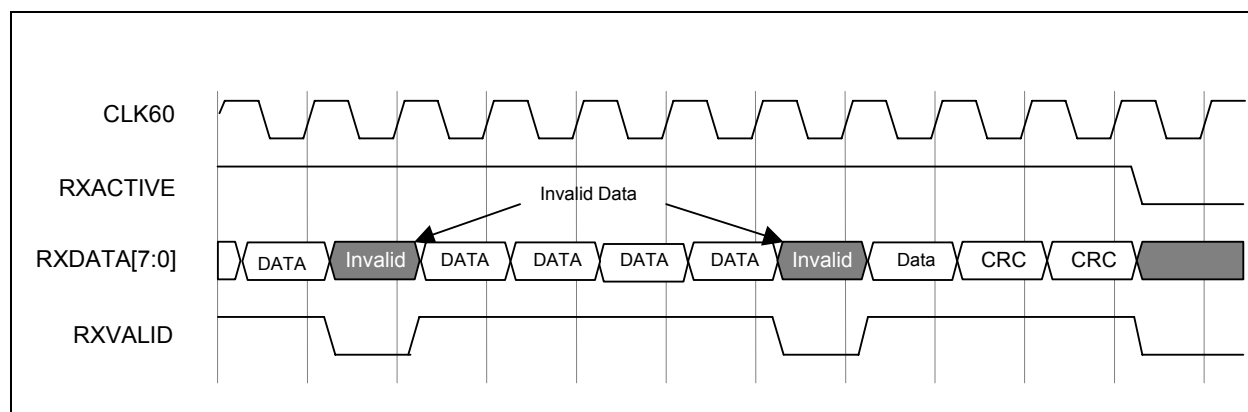 CLK60
RXACTIVE
Invalid Data
RXDATA[7:0]
DATA
Invalid
DATA
DATA
DATA
DATA
Invalid
Data
CRC
CRC
RXVALID